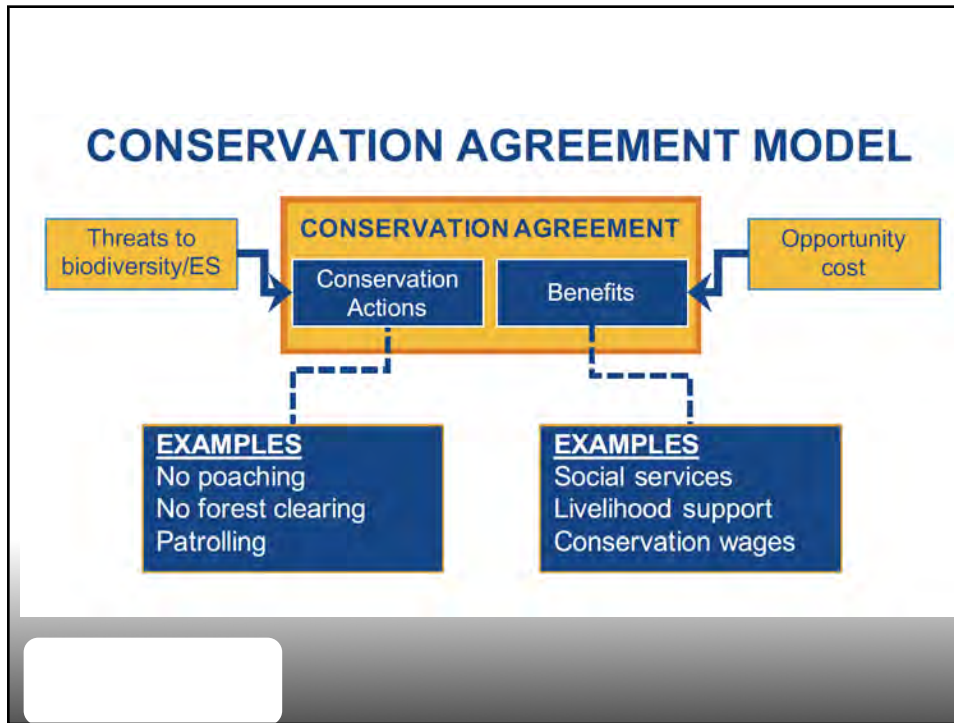 CONSERVATION AGREEMENT MODEL
Threats to
biodiversity/ES
CONSERVATION AGREEMENT
Conservation
Actions
Benefits
Opportunity
cost
EXAMPLES
No poaching
No forest clearing
Patrolling
EXAMPLES
Social services
Livelihood support
Conservation wages